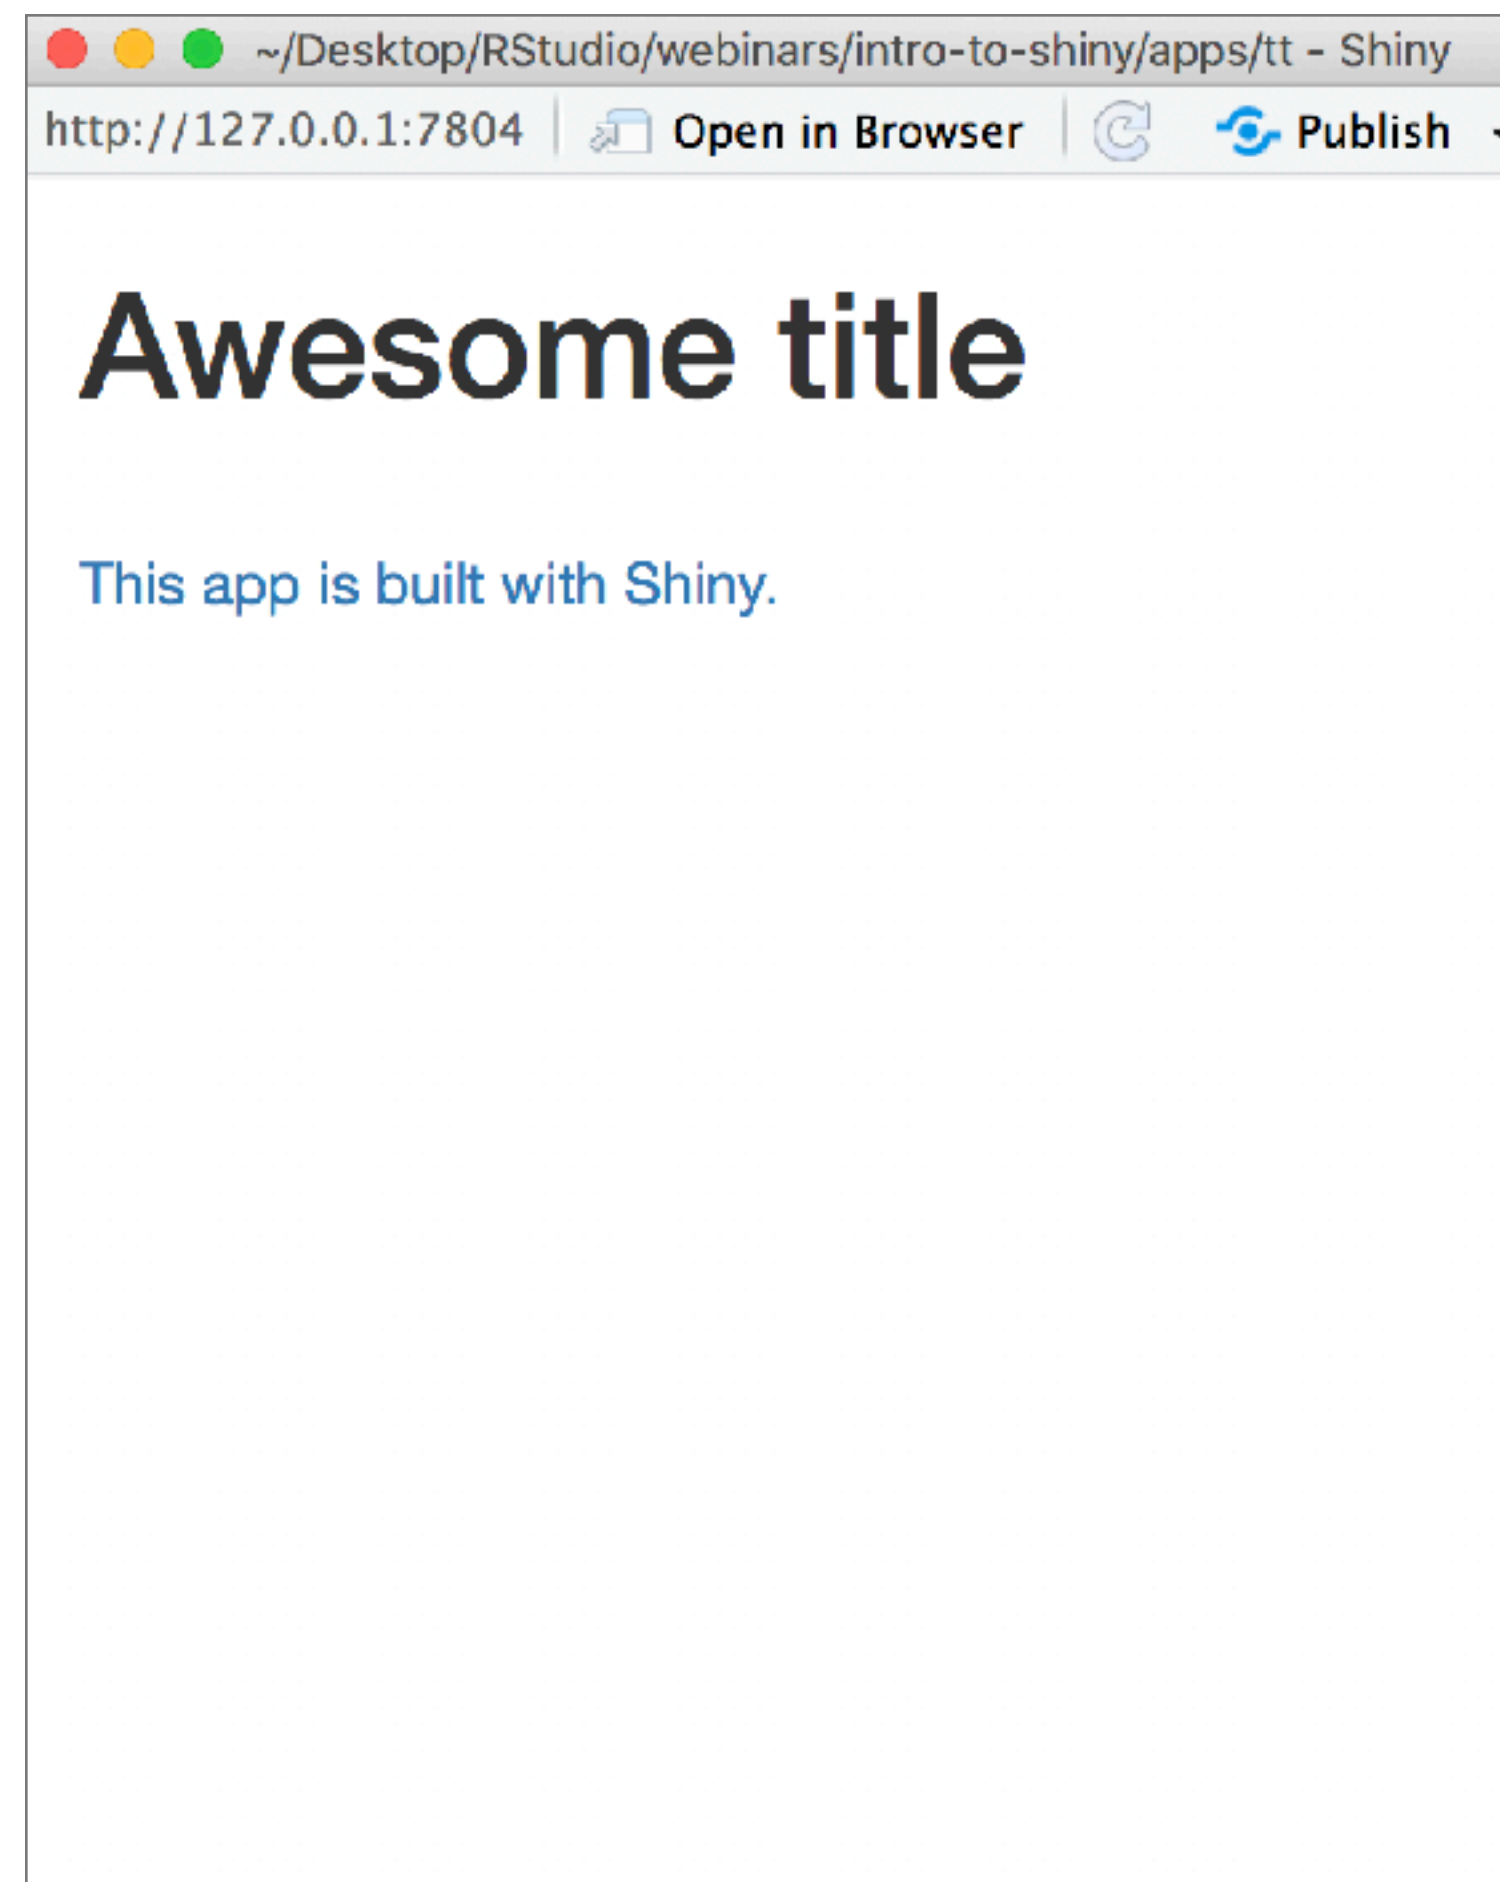 ~/Desktop/RStudio/webinars/intro-to-shiny/apps/tt - Shiny
http://127.0.0.1:7804 Open in Browser Publish
Awesome title
This app is built with Shiny.